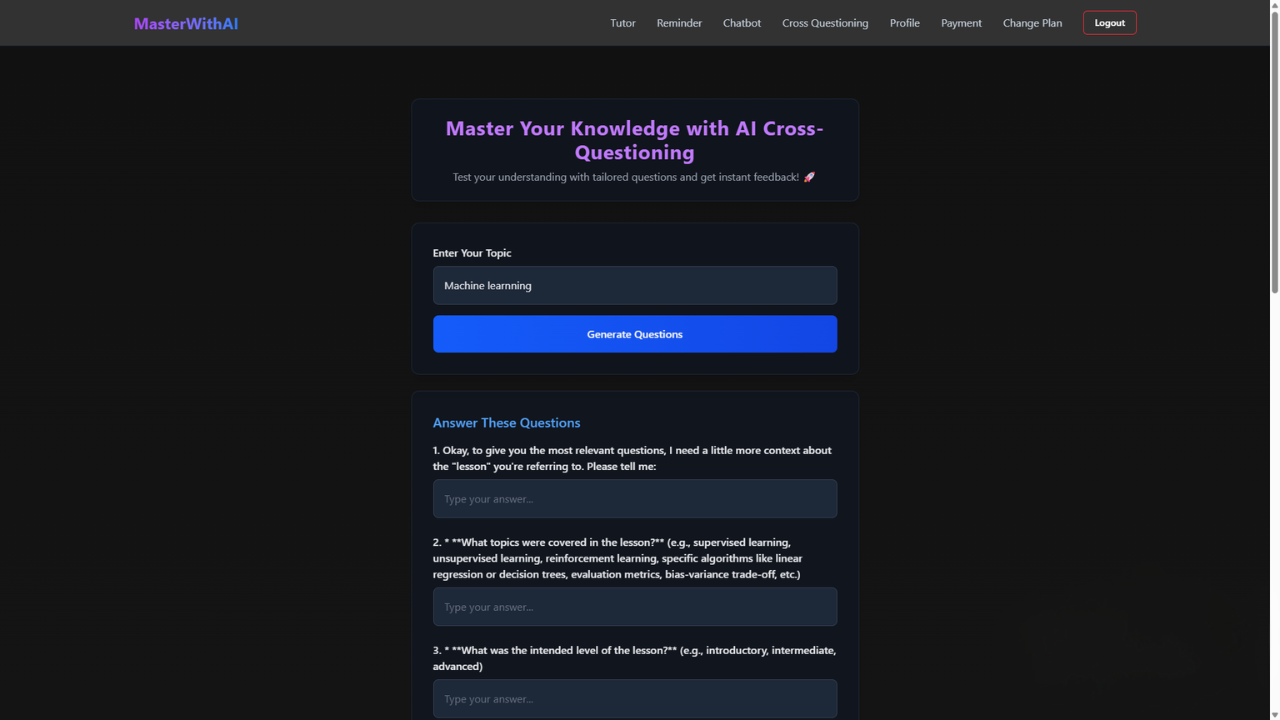 MasterWithAI
Tutor Reminder Chatbot Cross Questioning Profile Payment Change Plan Logout
Master Your Knowledge with AI Cross-
Questioning
Test your understanding with tailored questions and get instant feedback! 🚀
Enter Your Topic
Machine learnning
Generate Questions
Answer These Questions
1. Okay, to give you the most relevant questions, I need a little more context about
the "lesson" you're referring to. Please tell me:
Type your answer...
2. * **What topics were covered in the lesson?** (e.g., supervised learning,
unsupervised learning, reinforcement learning, specific algorithms like linear
regression or decision trees, evaluation metrics, bias-variance trade-off, etc.)
Type your answer...
3. * **What was the intended level of the lesson?** (e.g., introductory, intermediate,
advanced)
Type your answer...